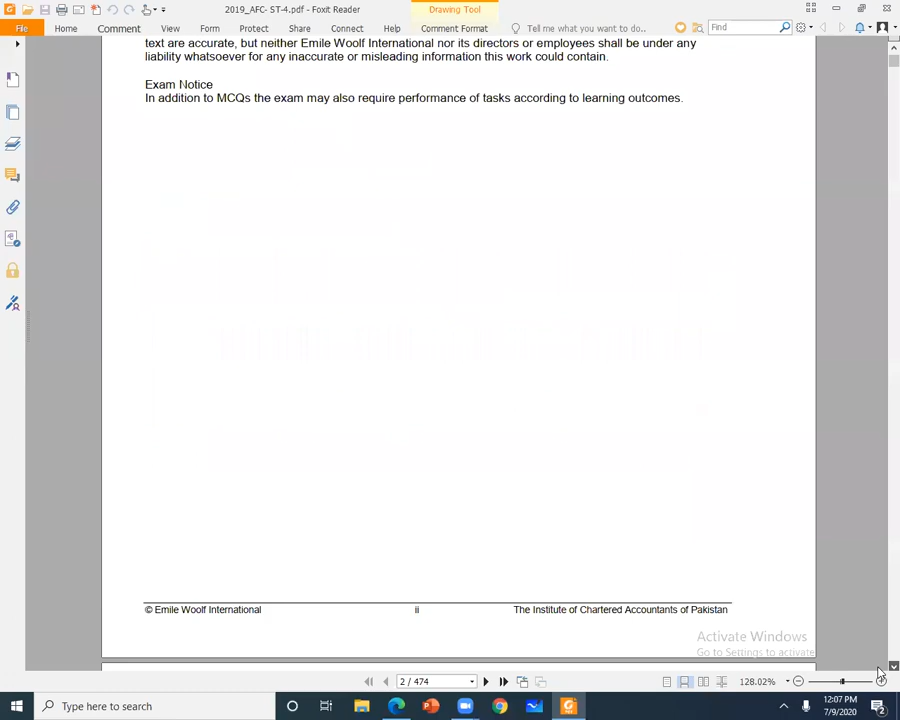 2019_AFC- ST-4.pdf - Foxit Reader
Drawing Tool
File Home Comment View Form Protect Share Connect Help Comment Format Tell me what you want to do.. Find
text are accurate, but neither Emile Woolf International nor its directors or employees shall be under any
liability whatsoever for any inaccurate or misleading information this work could contain.
Exam Notice
In addition to MCQs the exam may also require performance of tasks according to learning outcomes.
© Emile Woolf International ii The Institute of Chartered Accountants of Pakistan
Activate Windows
Go to Settings to activate
2 / 474 128.02%
Type here to search
12:07 PM
7/9/2020
2